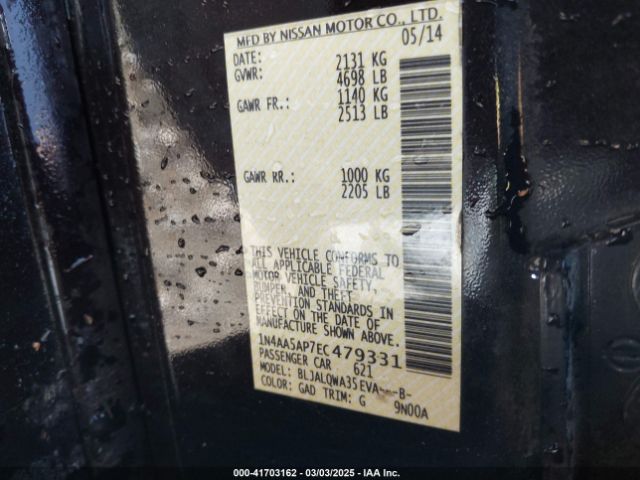 MFD BY NISSAN MOTOR CO., LTD.
DATE: 05/14
GVWR: 2131 KG
4698 LB
GAWR FR.: 1140 KG
2513 LB
GAWR RR.: 1000 KG
2205 LB
THIS VEHICLE CONFORMS TO
ALL APPLICABLE FEDERAL
MOTOR VEHICLE SAFETY,
BUMPER, AND THEFT
PREVENTION STANDARDS IN
EFFECT ON THE DATE OF
MANUFACTURE SHOWN ABOVE.
1N4AA5AP7EC479331
PASSENGER CAR 621
MODEL: BLJALQWA35EVA---B-
COLOR: GAD TRIM: G 9N00A
000-41703162 - 03/03/2025 - IAA Inc.